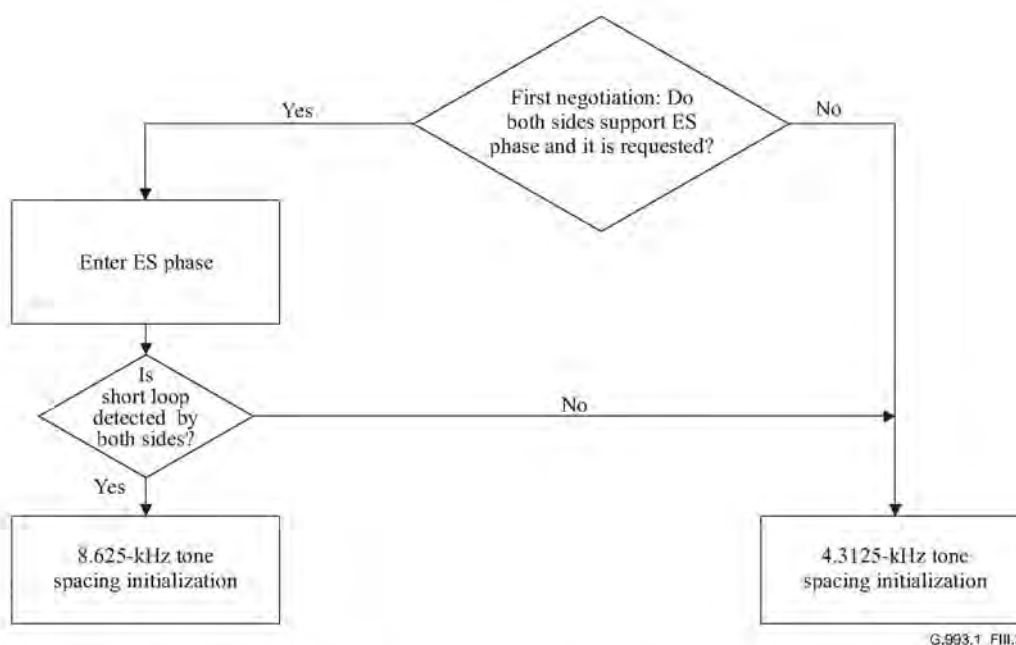 First negotiation: Do
both sides support ES
phase and it is requested?
Yes
No
Enter ES phase
Is
short loop
detected by
both sides?
No
Yes
8.625-kHz tone
spacing initialization
4.3125-kHz tone
spacing initialization
G.993.1_FIII.